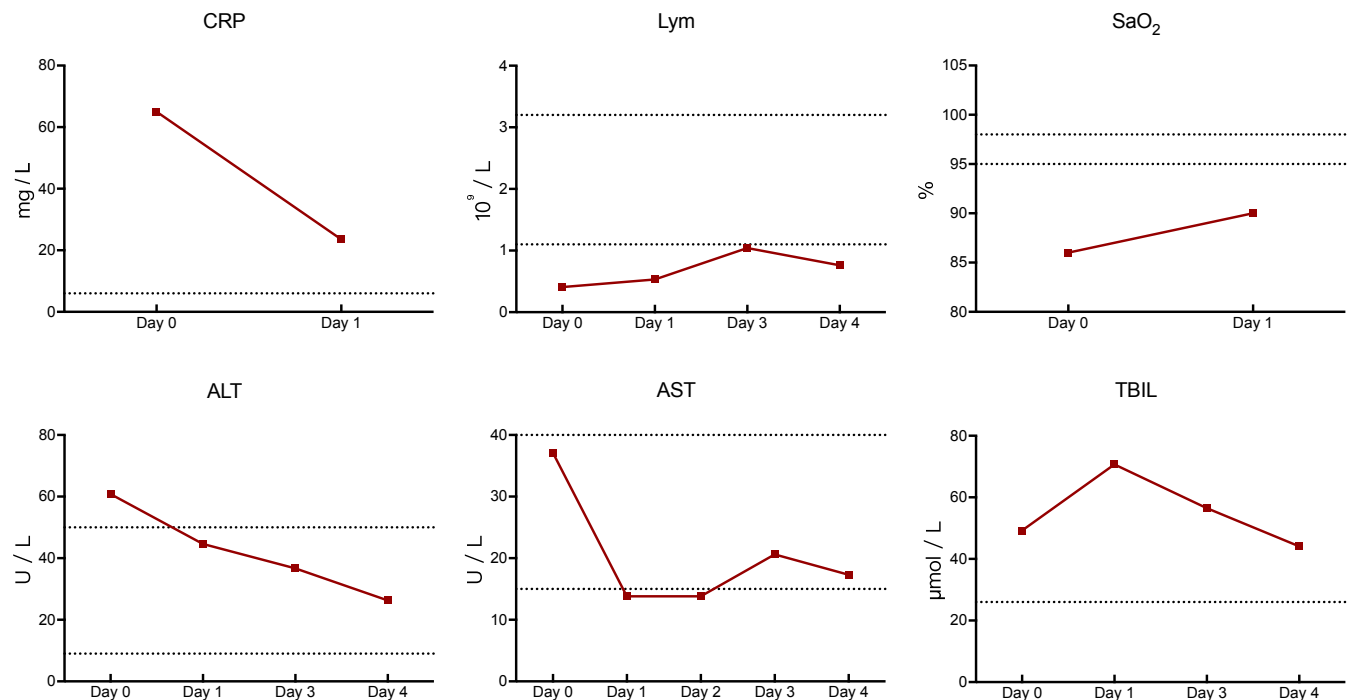 CRP
mg / L
80
60
40
20
0
Day 0 Day 1
Lym
10⁹ / L
4
3
2
1
0
Day 0 Day 1 Day 3 Day 4
SaO₂
%
105
100
95
90
85
80
Day 0 Day 1
ALT
U / L
80
60
40
20
0
Day 0 Day 1 Day 3 Day 4
AST
U / L
40
30
20
10
0
Day 0 Day 1 Day 2 Day 3 Day 4
TBIL
µmol / L
80
60
40
20
0
Day 0 Day 1 Day 3 Day 4